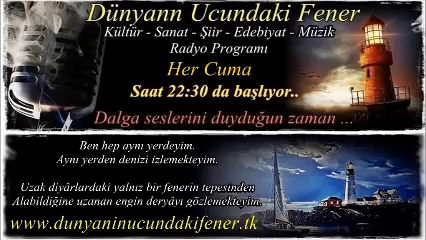 Dünyann Ucundaki Fener
Kültür - Sanat - Şiir - Edebiyat - Müzik
Radyo Programı
Her Cuma
Saat 22:30 da başlıyor..
Dalga seslerini duyduğun zaman ...
Ben hep aynı yerdeyim.
Aynı yerden denizi izlemekteyim.
Uzak diyârlardaki yalnız bir fenerin tepesinden
Alabildiğine uzanan engin deryâyı gözlemekteyim.
www.dunyaninucundakifener.tk